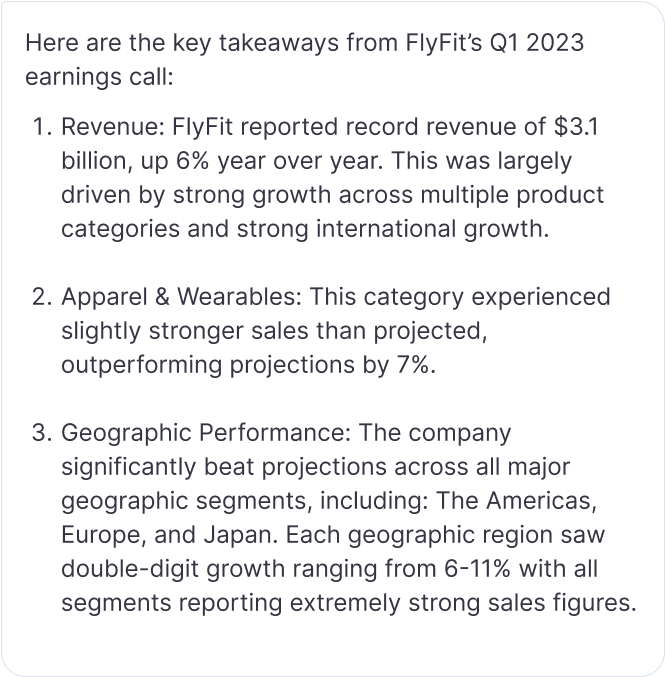 Here are the key takeaways from FlyFit’s Q1 2023
earnings call:
1. Revenue: FlyFit reported record revenue of $3.1
billion, up 6% year over year. This was largely
driven by strong growth across multiple product
categories and strong international growth.
2. Apparel & Wearables: This category experienced
slightly stronger sales than projected,
outperforming projections by 7%.
3. Geographic Performance: The company
significantly beat projections across all major
geographic segments, including: The Americas,
Europe, and Japan. Each geographic region saw
double-digit growth ranging from 6-11% with all
segments reporting extremely strong sales figures.